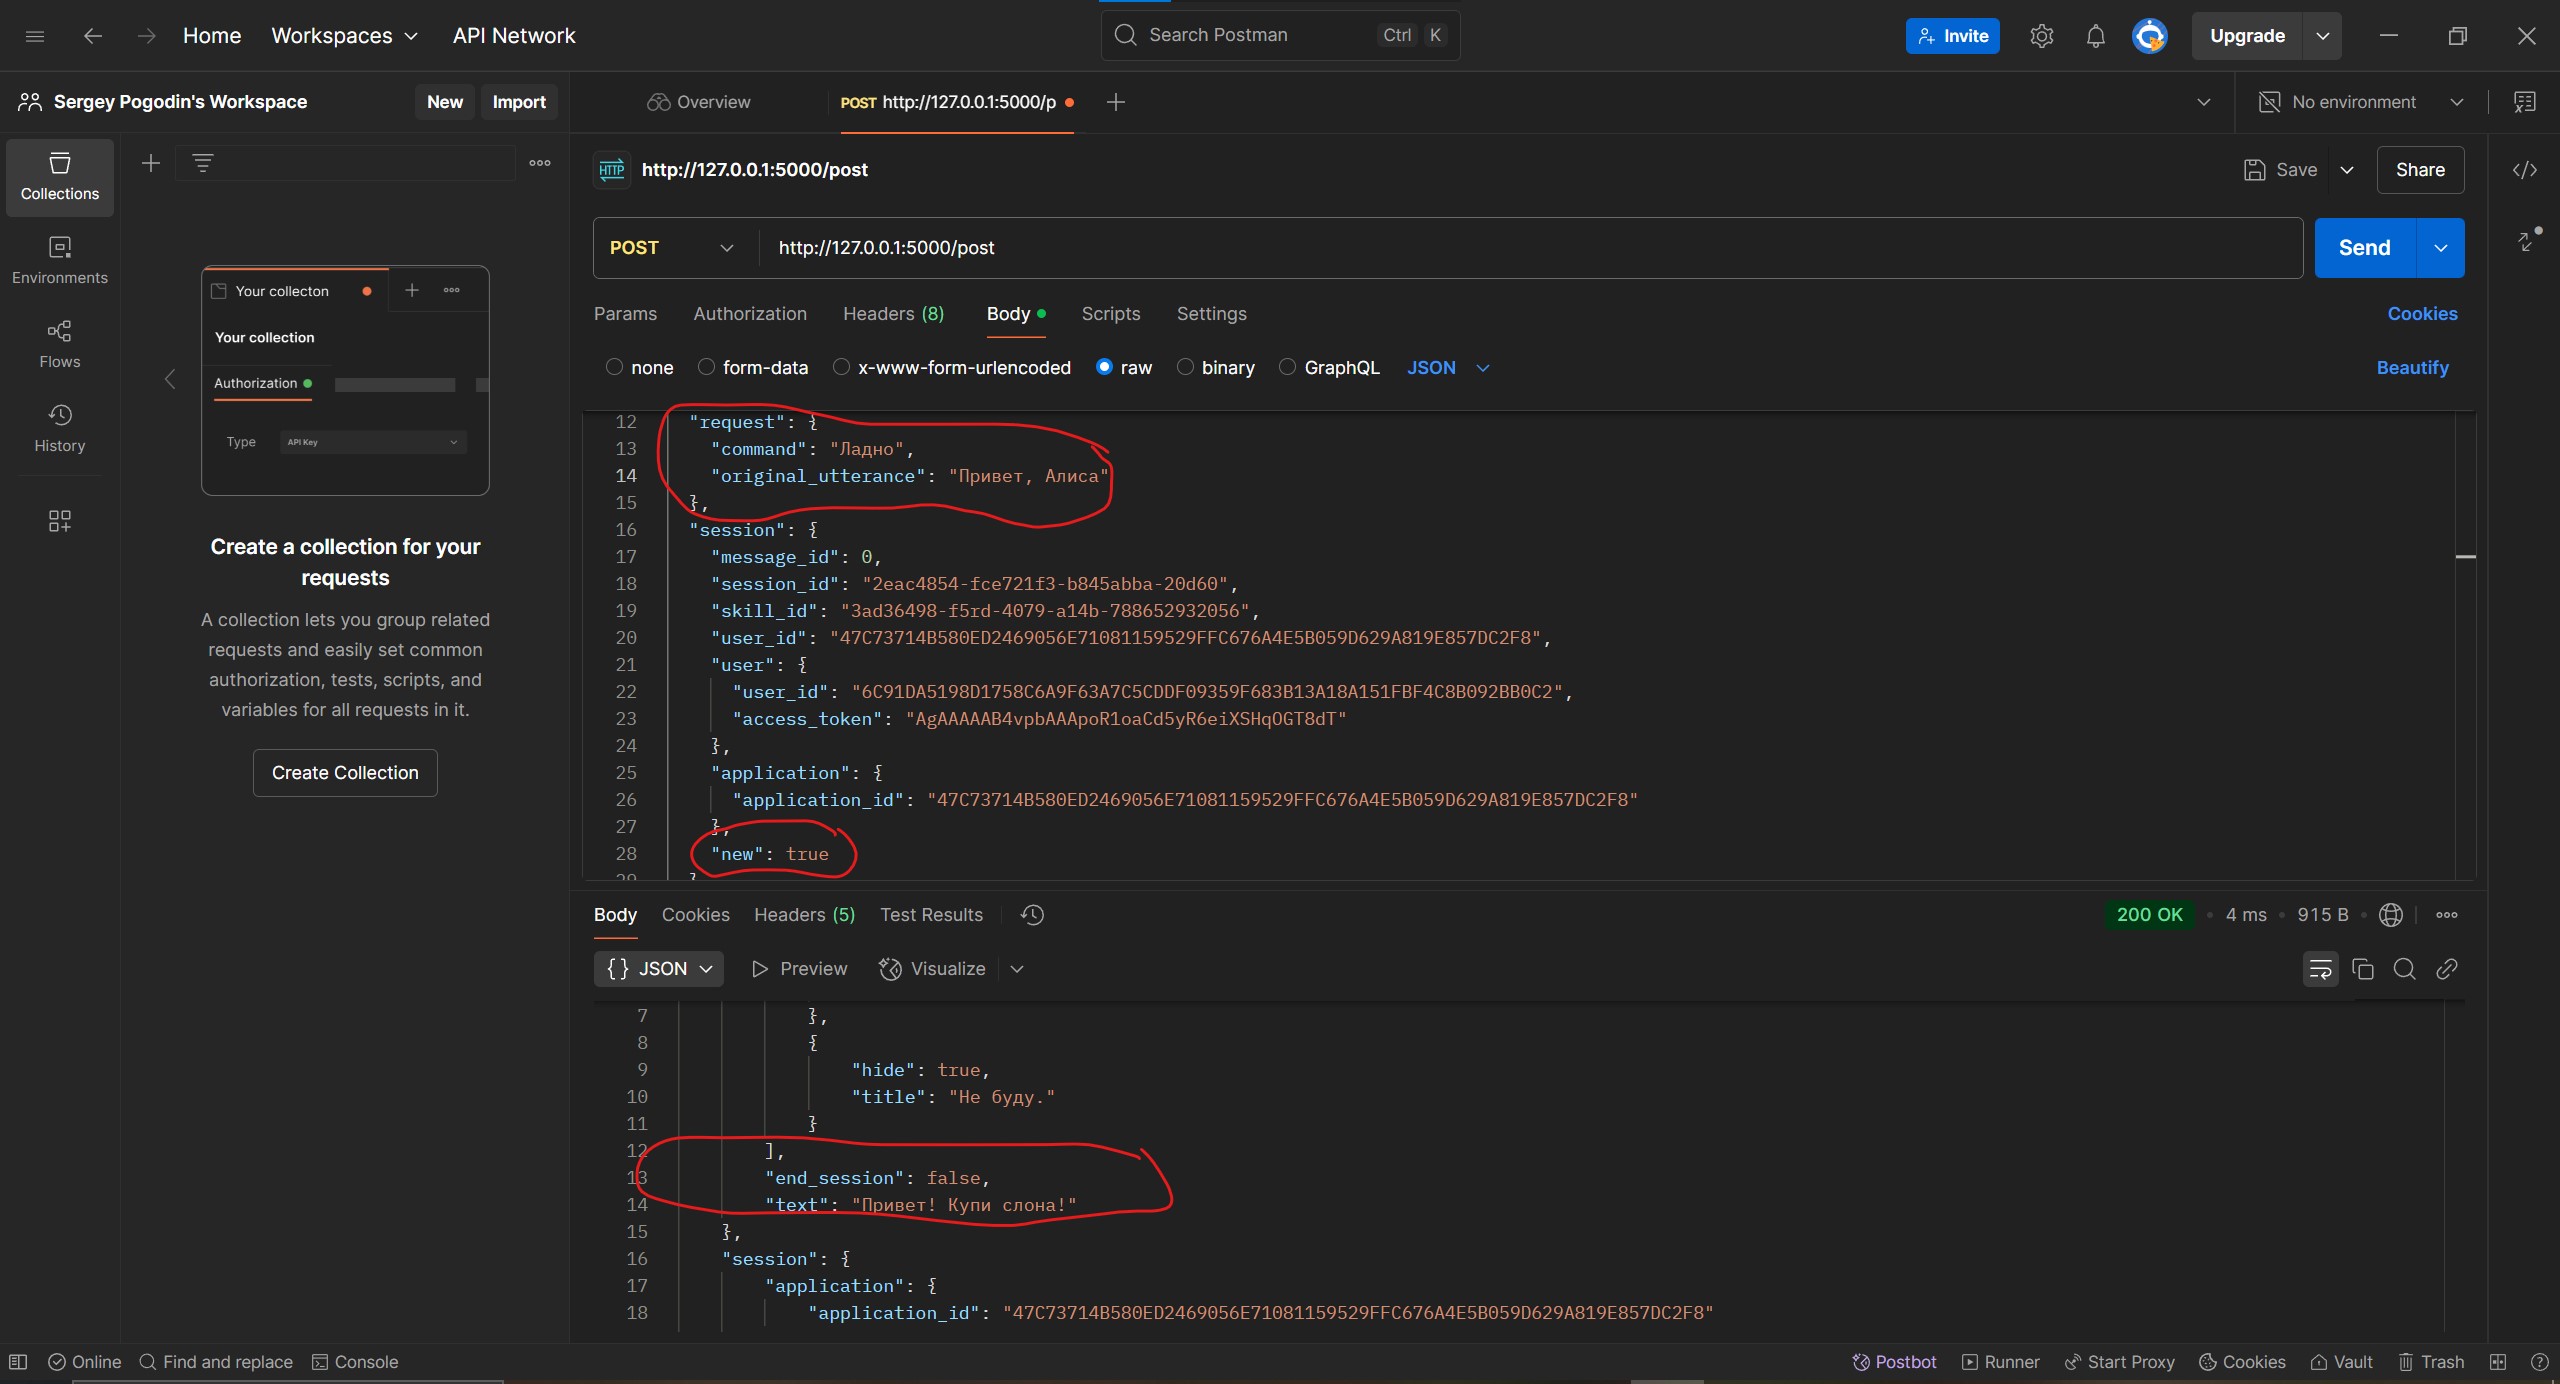 Home Workspaces API Network Search Postman Ctrl K Invite Upgrade
Sergey Pogodin's Workspace New Import Overview POST http://127.0.0.1:5000/p No environment
Collections
Environments
Flows
History
Your collecton
Your collection
Authorization
Type API Key
Create a collection for your
requests
A collection lets you group related
requests and easily set common
authorization, tests, scripts, and
variables for all requests in it.
Create Collection
HTTP http://127.0.0.1:5000/post Save Share
POST http://127.0.0.1:5000/post Send
Params Authorization Headers (8) Body Scripts Settings Cookies
none form-data x-www-form-urlencoded raw binary GraphQL JSON Beautify
12 "request": {
13 "command": "Ладно",
14 "original_utterance": "Привет, Алиса"
15 },
16 "session": {
17 "message_id": 0,
18 "session_id": "2eac4854-fce721f3-b845abba-20d60",
19 "skill_id": "3ad36498-f5rd-4079-a14b-788652932056",
20 "user_id": "47C73714B580ED2469056E71081159529FFC676A4E5B059D629A819E857DC2F8",
21 "user": {
22 "user_id": "6C91DA5198D1758C6A9F63A7C5CDDF09359F683B13A18A151FBF4C8B092BB0C2",
23 "access_token": "AgAAAAAB4vpbAAApoR1oaCd5yR6eiXSHqOGT8dT"
24 },
25 "application": {
26 "application_id": "47C73714B580ED2469056E71081159529FFC676A4E5B059D629A819E857DC2F8"
27 },
28 "new": true
29 }
Body Cookies Headers (5) Test Results 200 OK 4 ms 915 B
{} JSON Preview Visualize
7 },
8 {
9 "hide": true,
10 "title": "Не буду."
11 }
12 ],
13 "end_session": false,
14 "text": "Привет! Купи слона!"
15 },
16 "session": {
17 "application": {
18 "application_id": "47C73714B580ED2469056E71081159529FFC676A4E5B059D629A819E857DC2F8"
Online Find and replace Console Postbot Runner Start Proxy Cookies Vault Trash